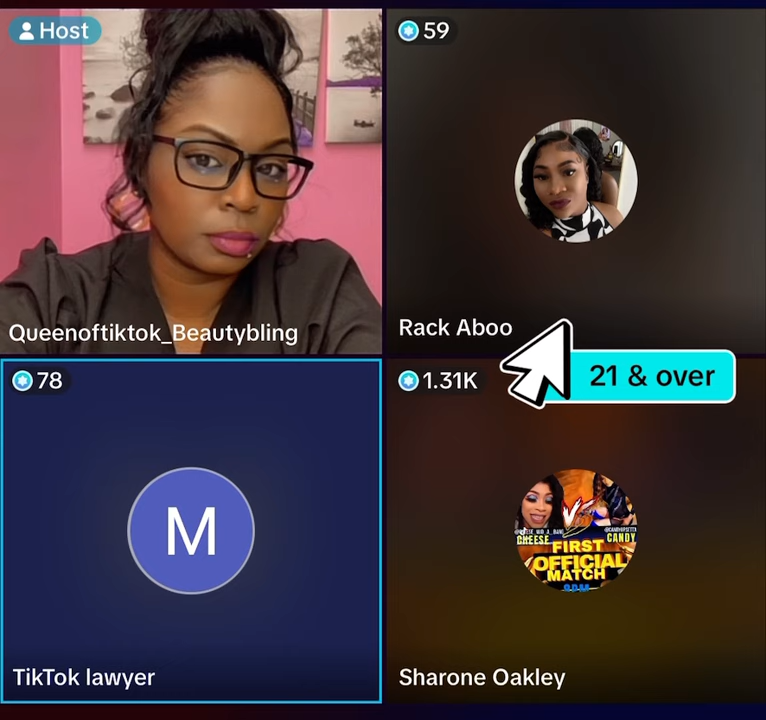 Host
59
Queenoftiktok_Beautybling
Rack Aboo
21 & over
78
1.31K
M
CHEESE
CANDY
FIRST
OFFICIAL
MATCH
TikTok lawyer
Sharone Oakley